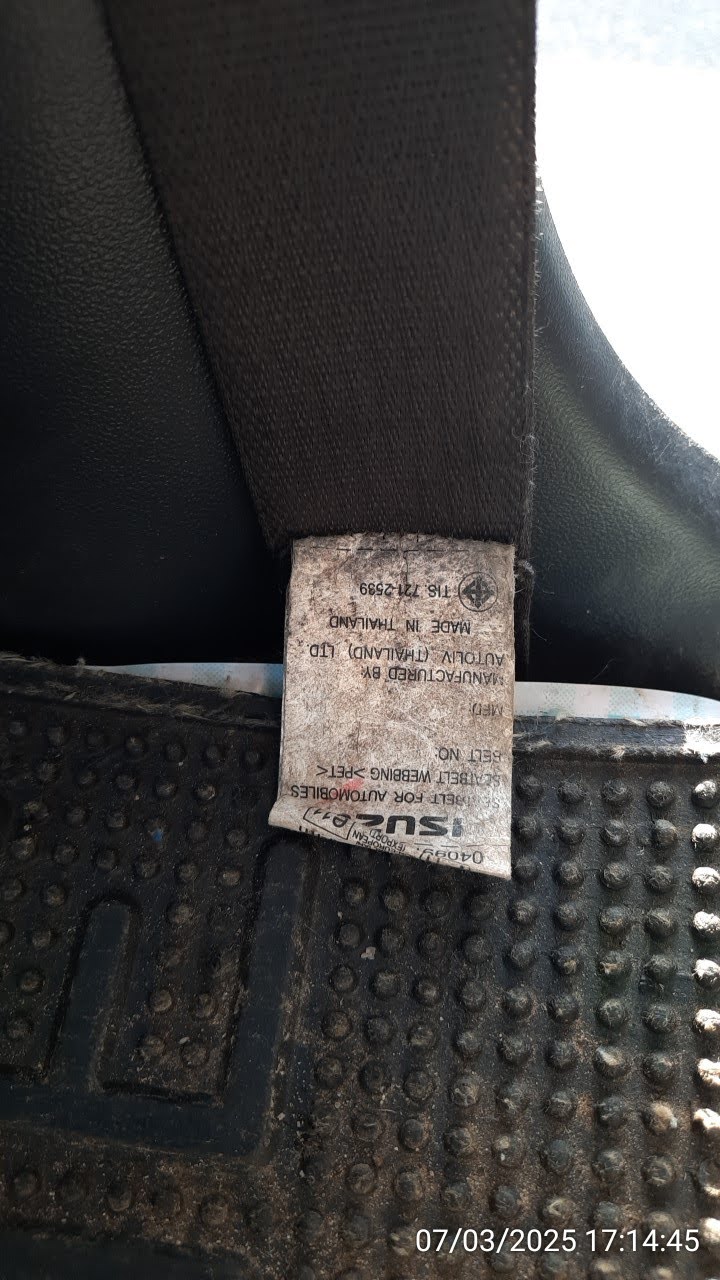 ISUZ
SEATBELT FOR AUTOMOBILES
SEATBELT WEBBING >PET<
BELT NO:
MFD
MANUFACTURED BY:
AUTOLIV (THAILAND) LTD
MADE IN THAILAND
TIS 721-2539
07/03/2025 17:14:45